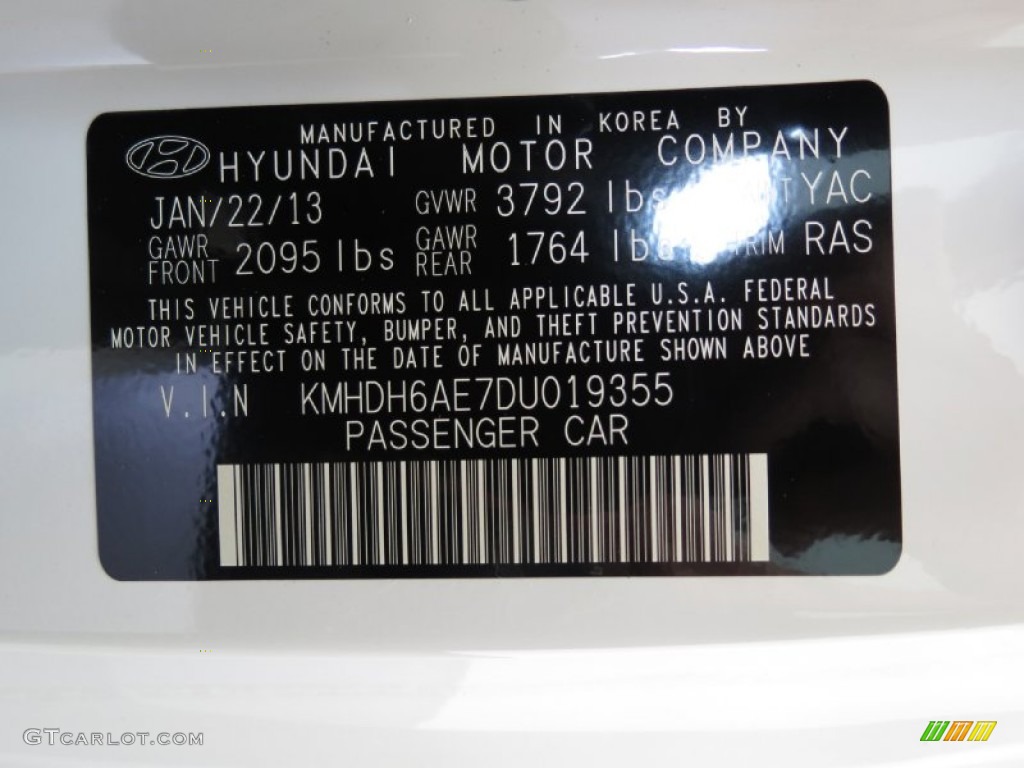 MANUFACTURED IN KOREA BY
HYUNDAI MOTOR COMPANY
JAN/22/13 GVWR 3792 lbs YAC
GAWR FRONT 2095 lbs GAWR REAR 1764 lbs TRIM RAS
THIS VEHICLE CONFORMS TO ALL APPLICABLE U.S.A. FEDERAL
MOTOR VEHICLE SAFETY, BUMPER, AND THEFT PREVENTION STANDARDS
IN EFFECT ON THE DATE OF MANUFACTURE SHOWN ABOVE
V.I.N KMHDH6AE7DU019355
PASSENGER CAR
GTCARLOT.COM